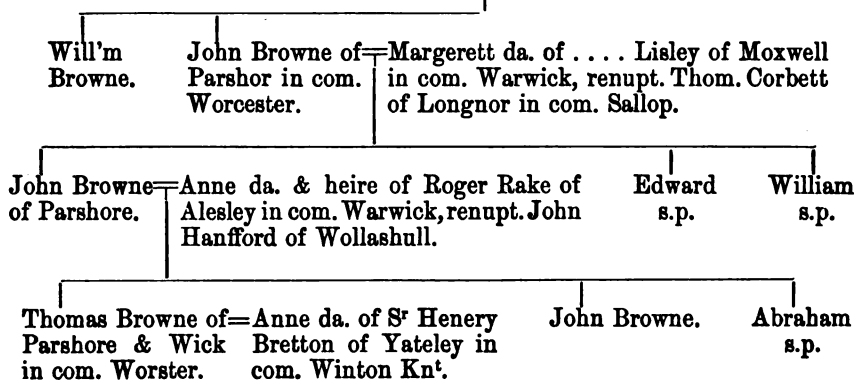 Will'm
Browne.
John Browne of
Parshor in com.
Worcester.
Margerett da. of .... Lisley of Moxwell
in com. Warwick, renupt. Thom. Corbett
of Longnor in com. Sallop.
John Browne
of Parshore.
Anne da. & heire of Roger Rake of
Alesley in com. Warwick, renupt. John
Hanfford of Wollashull.
Edward
s.p.
William
s.p.
Thomas Browne of
Parshore & Wick
in com. Worster.
Anne da. of Sʳ Henery
Bretton of Yateley in
com. Winton Knᵗ.
John Browne.
Abraham
s.p.